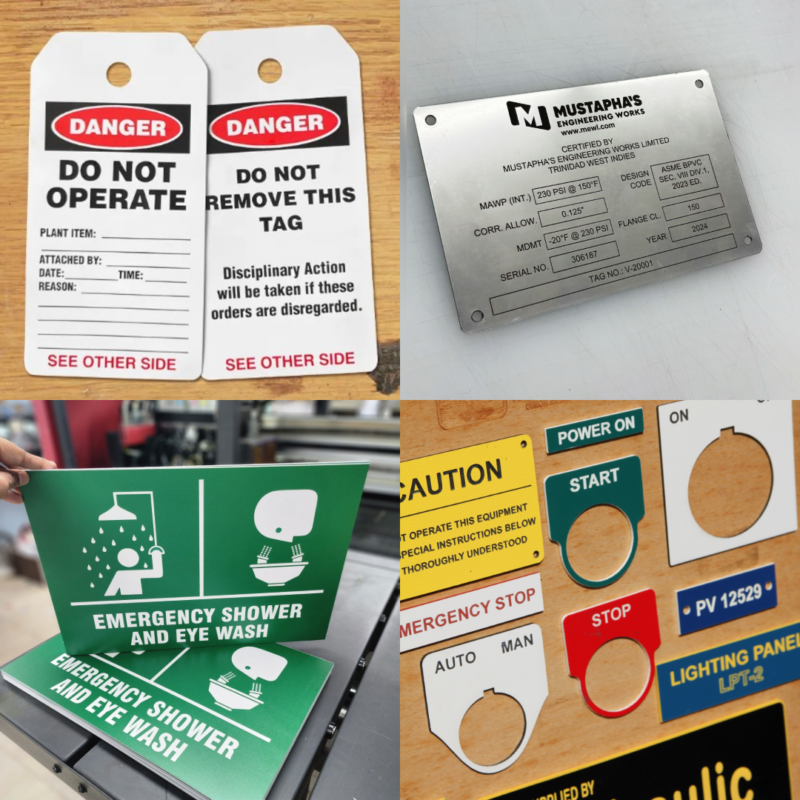 DANGER
DO NOT
OPERATE
PLANT ITEM:
ATTACHED BY:
DATE: TIME:
REASON:
SEE OTHER SIDE
DANGER
DO NOT
REMOVE THIS
TAG
Disciplinary Action
will be taken if these
orders are disregarded.
SEE OTHER SIDE
M MUSTAPHA'S
ENGINEERING WORKS
www.mewl.com
CERTIFIED BY
MUSTAPHA'S ENGINEERING WORKS LIMITED
TRINIDAD WEST INDIES
MAWP (INT.) 230 PSI @ 150°F
DESIGN CODE ASME BPVC SEC. VIII DIV.1, 2023 ED.
CORR. ALLOW. 0.125"
FLANGE CL. 150
MDMT -20°F @ 230 PSI
YEAR 2024
SERIAL NO. 306187
TAG NO.: V-20001
EMERGENCY SHOWER
AND EYE WASH
EMERGENCY SHOWER
AND EYE WASH
CAUTION
OT OPERATE THIS EQUIPMENT
SPECIAL INSTRUCTIONS BELOW
THOROUGHLY UNDERSTOOD
POWER ON
ON
START
EMERGENCY STOP
STOP
PV 12529
AUTO MAN
LIGHTING PANEL
LPT-2
SUPPLIED BY